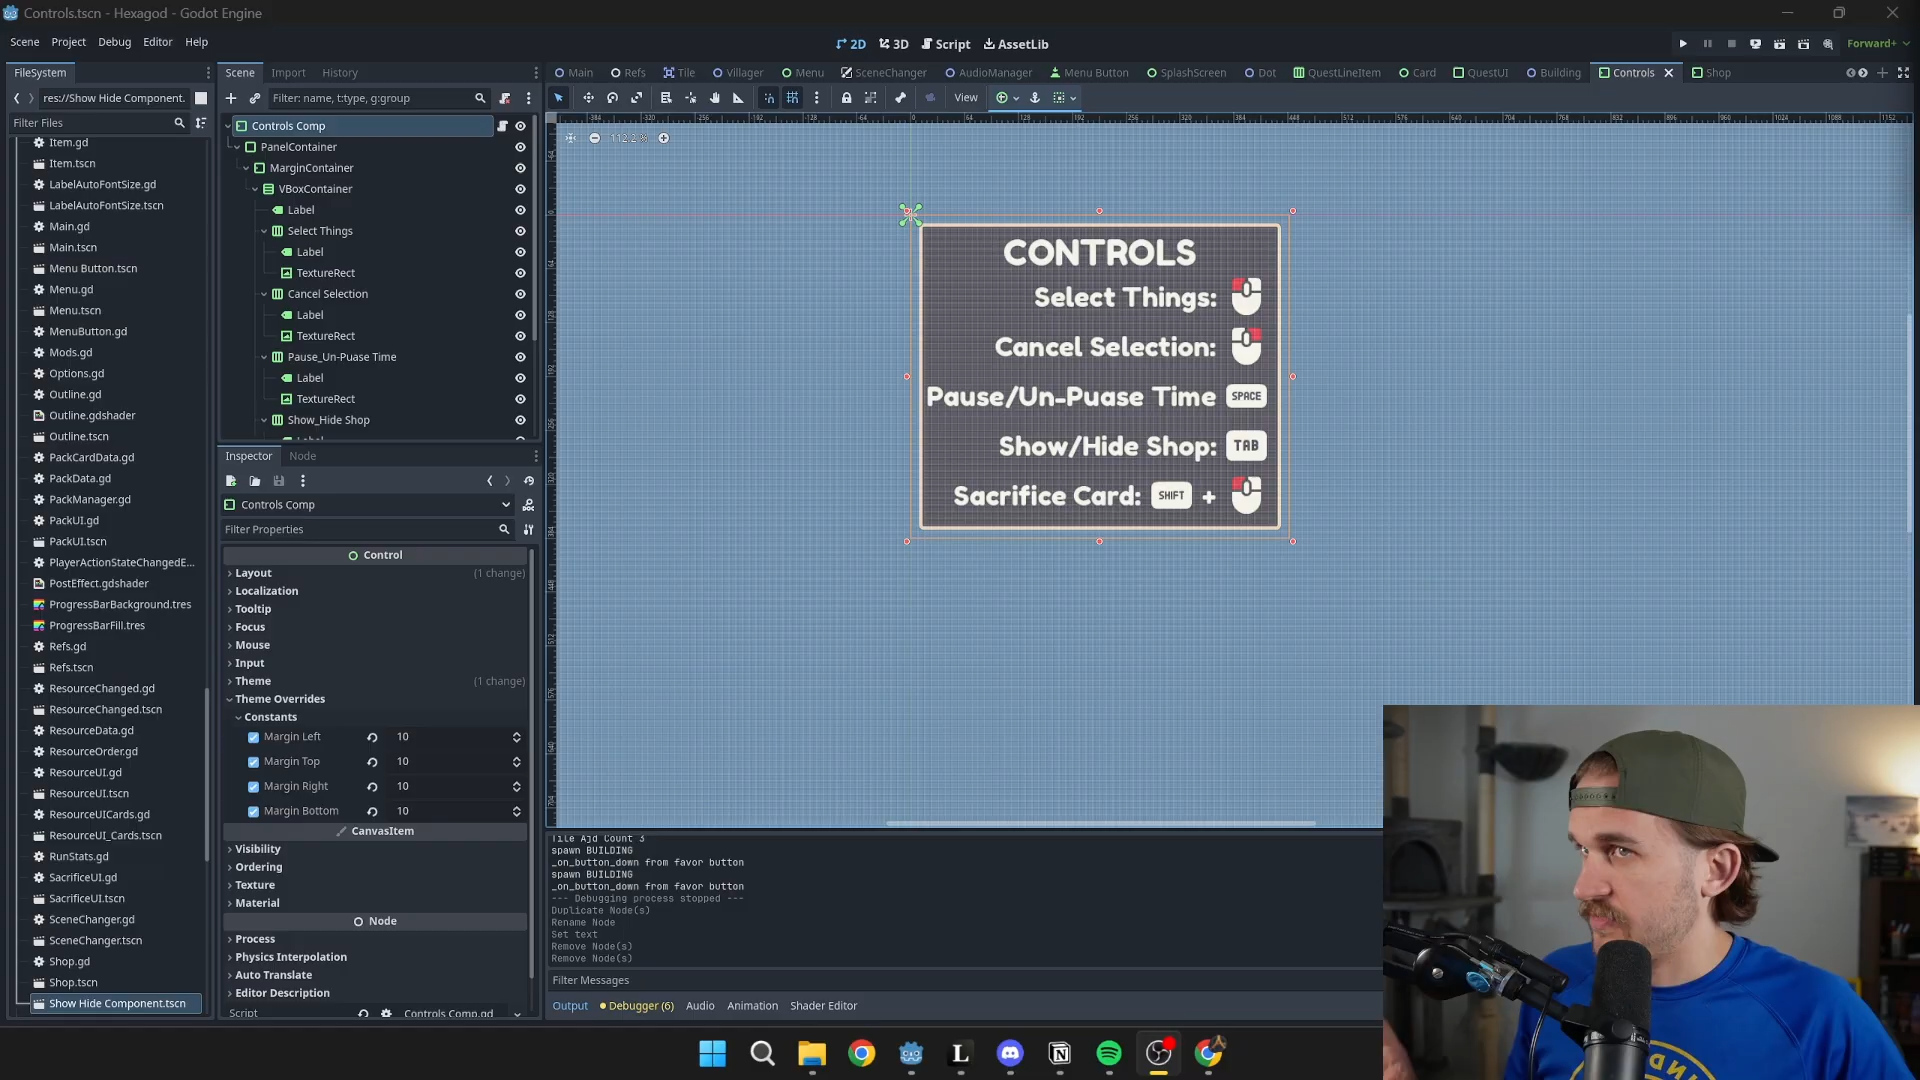 Controls.tscn - Hexagod - Godot Engine
Scene Project Debug Editor Help
2D 3D Script AssetLib
Forward+
FileSystem
res://Show Hide Component.
Filter Files
Item.gd
Item.tscn
LabelAutoFontSize.gd
LabelAutoFontSize.tscn
Main.gd
Main.tscn
Menu Button.tscn
Menu.gd
Menu.tscn
MenuButton.gd
Mods.gd
Options.gd
Outline.gd
Outline.gdshader
Outline.tscn
PackCardData.gd
PackData.gd
PackManager.gd
PackUI.gd
PackUI.tscn
PlayerActionStateChangedE...
PostEffect.gdshader
ProgressBarBackground.tres
ProgressBarFill.tres
Refs.gd
Refs.tscn
ResourceChanged.gd
ResourceChanged.tscn
ResourceData.gd
ResourceOrder.gd
ResourceUI.gd
ResourceUI.tscn
ResourceUICards.gd
ResourceUI_Cards.tscn
RunStats.gd
SacrificeUI.gd
SacrificeUI.tscn
SceneChanger.gd
SceneChanger.tscn
Shop.gd
Shop.tscn
Show Hide Component.tscn
Scene Import History
Filter: name, t:type, g:group
Controls Comp
PanelContainer
MarginContainer
VBoxContainer
Label
Select Things
Label
TextureRect
Cancel Selection
Label
TextureRect
Pause_Un-Puase Time
Label
TextureRect
Show_Hide Shop
Inspector Node
Controls Comp
Filter Properties
Control
Layout (1 change)
Localization
Tooltip
Focus
Mouse
Input
Theme (1 change)
Theme Overrides
Constants
Margin Left 10
Margin Top 10
Margin Right 10
Margin Bottom 10
CanvasItem
Visibility
Ordering
Texture
Material
Node
Process
Physics Interpolation
Auto Translate
Editor Description
Script Controls Comp.gd
Main Refs Tile Villager Menu SceneChanger AudioManager Menu Button SplashScreen Dot QuestLineItem Card QuestUI Building Controls Shop
View
112.2 %
CONTROLS
Select Things:
Cancel Selection:
Pause/Un-Puase Time SPACE
Show/Hide Shop: TAB
Sacrifice Card: SHIFT +
Tile Ajd Count 3
spawn BUILDING
_on_button_down from favor button
spawn BUILDING
_on_button_down from favor button
--- Debugging process stopped ---
Duplicate Node(s)
Rename Node
Set text
Remove Node(s)
Remove Node(s)
Filter Messages
Output Debugger (6) Audio Animation Shader Editor